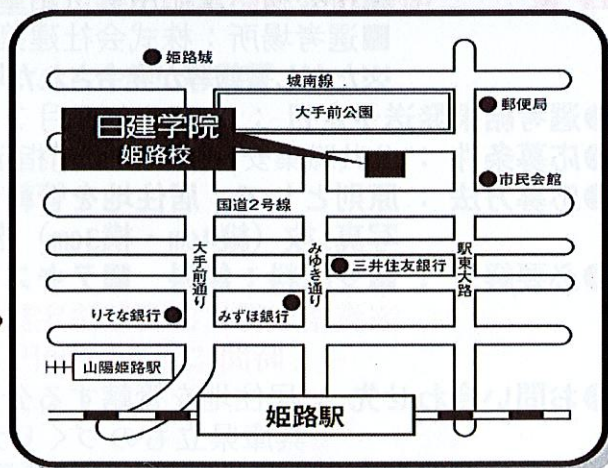 姫路城
城南線
大手前公園
郵便局
日建学院
姫路校
市民会館
国道2号線
大手前通り
みゆき通り
駅東大路
三井住友銀行
りそな銀行
みずほ銀行
山陽姫路駅
姫路駅